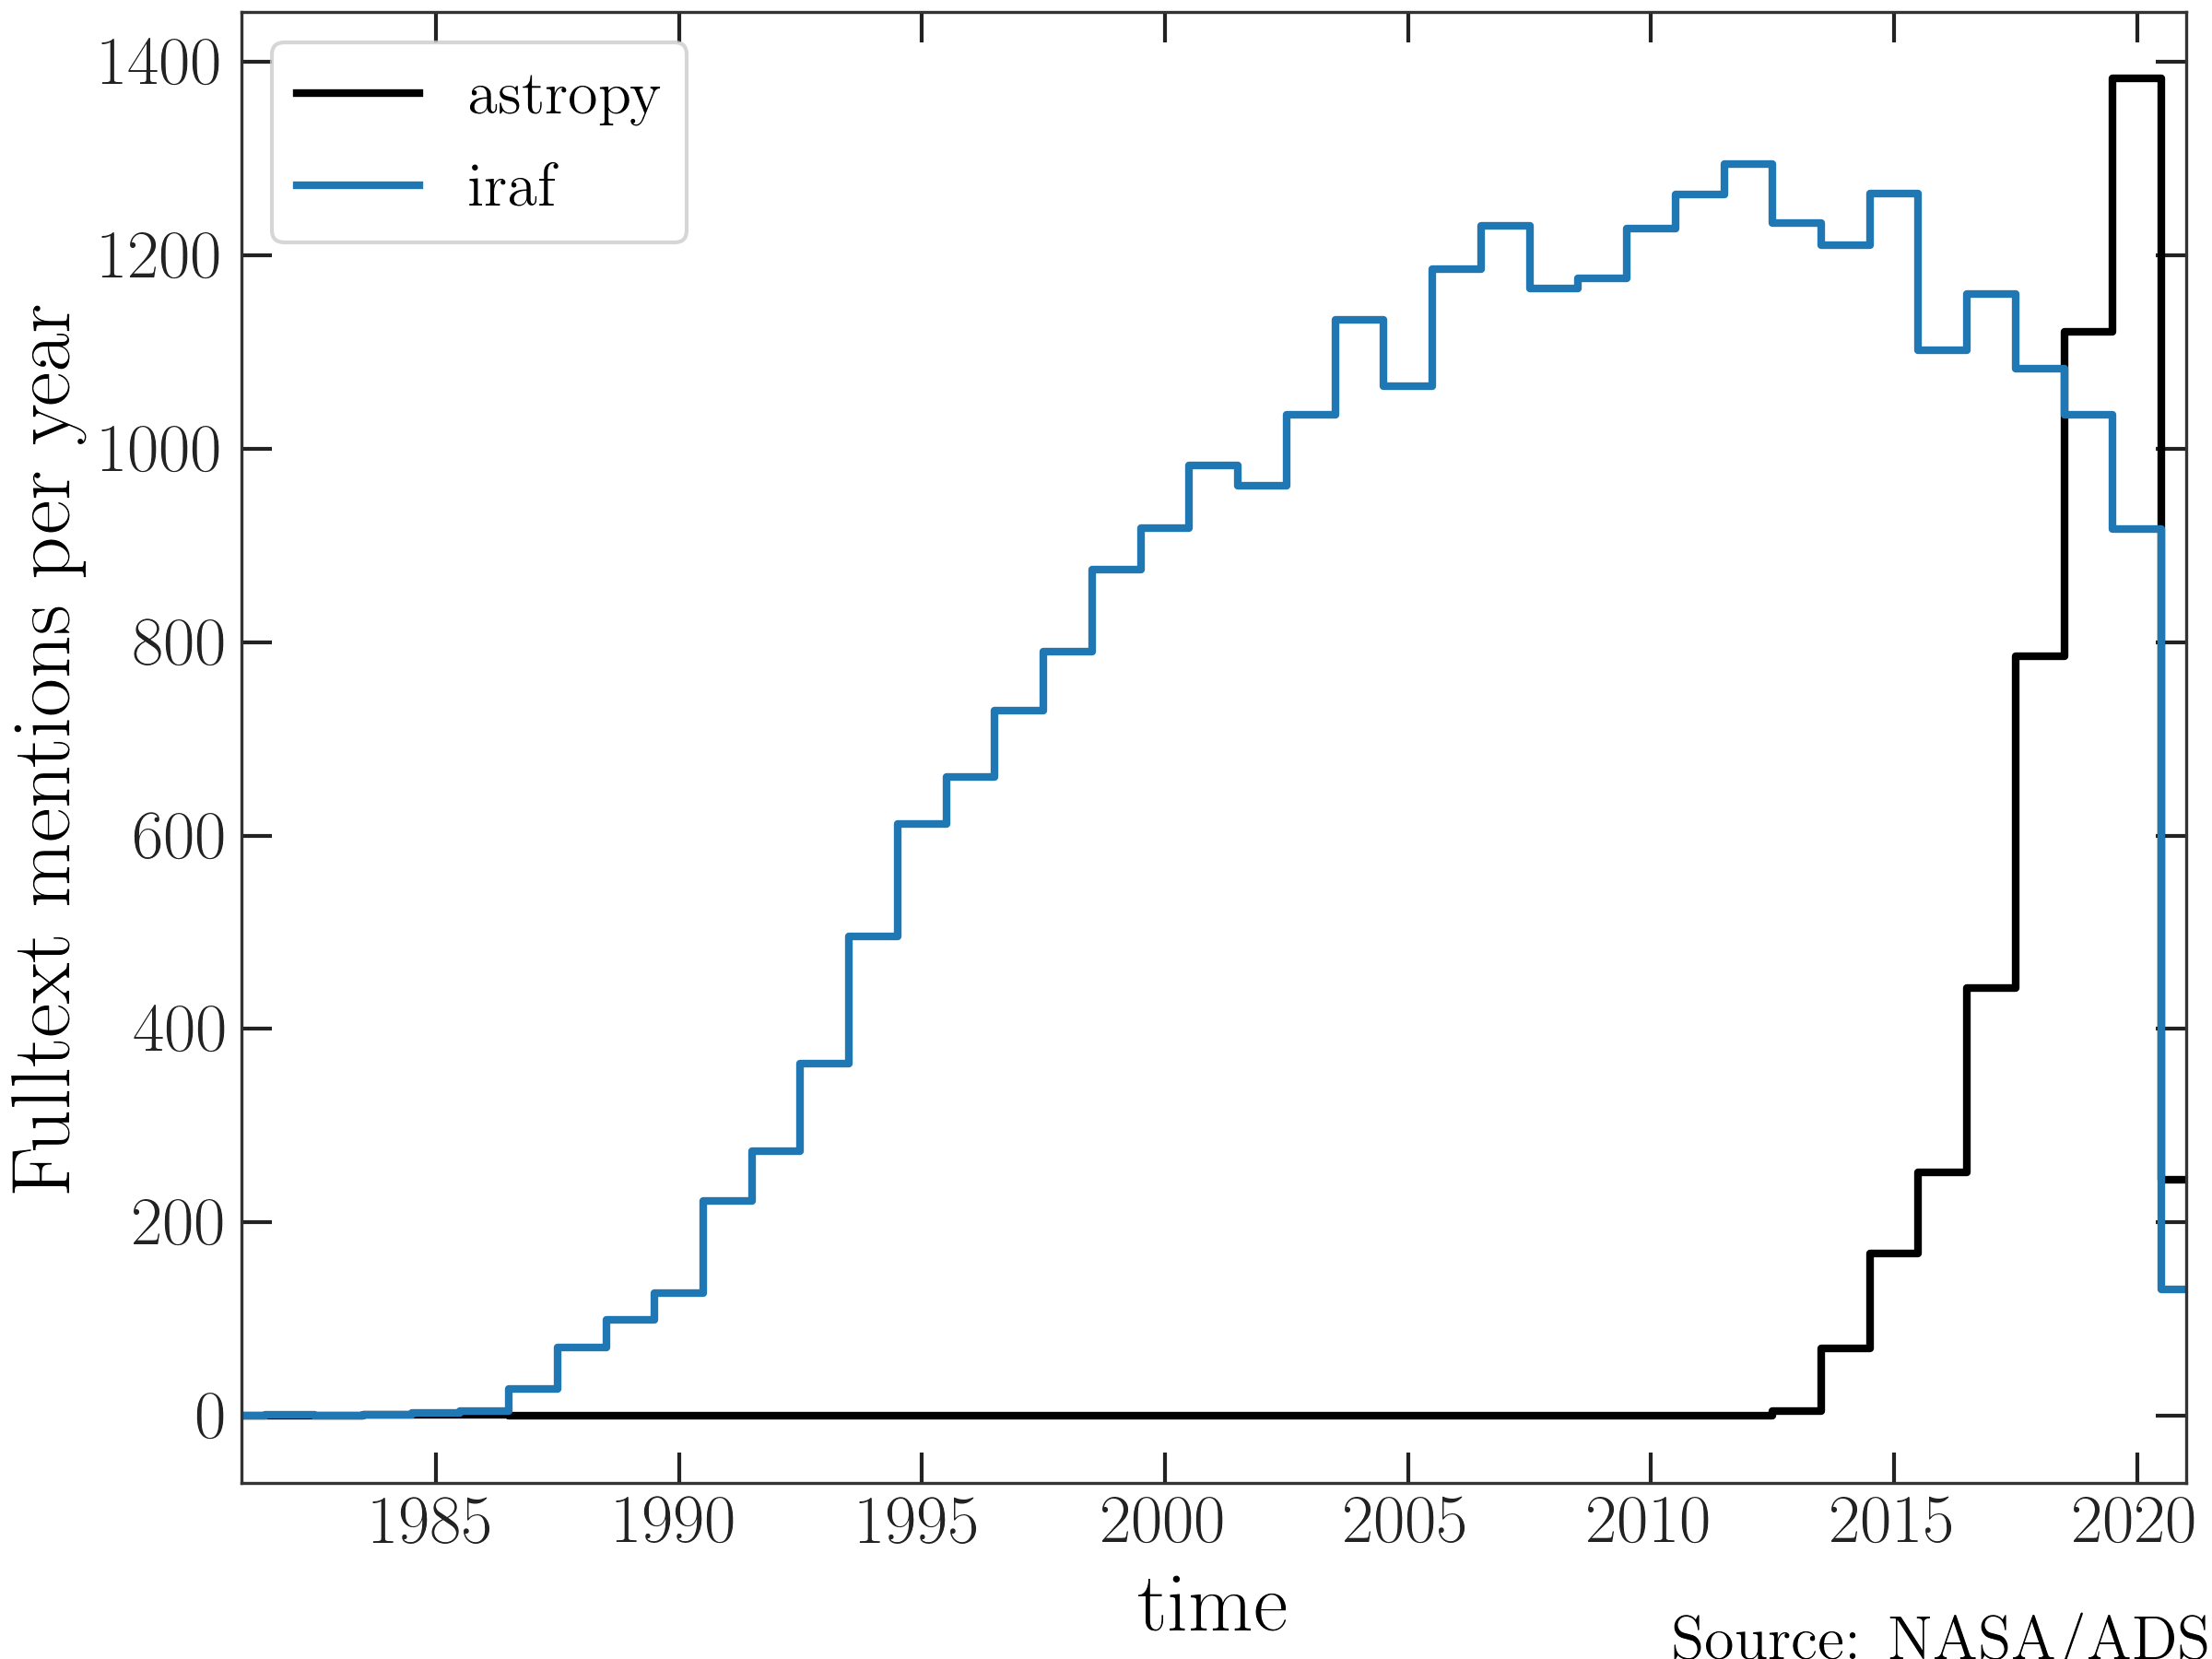 astropy
iraf
Fulltext mentions per year
1400
1200
1000
800
600
400
200
0
1985 1990 1995 2000 2005 2010 2015 2020
time
Source: NASA/ADS